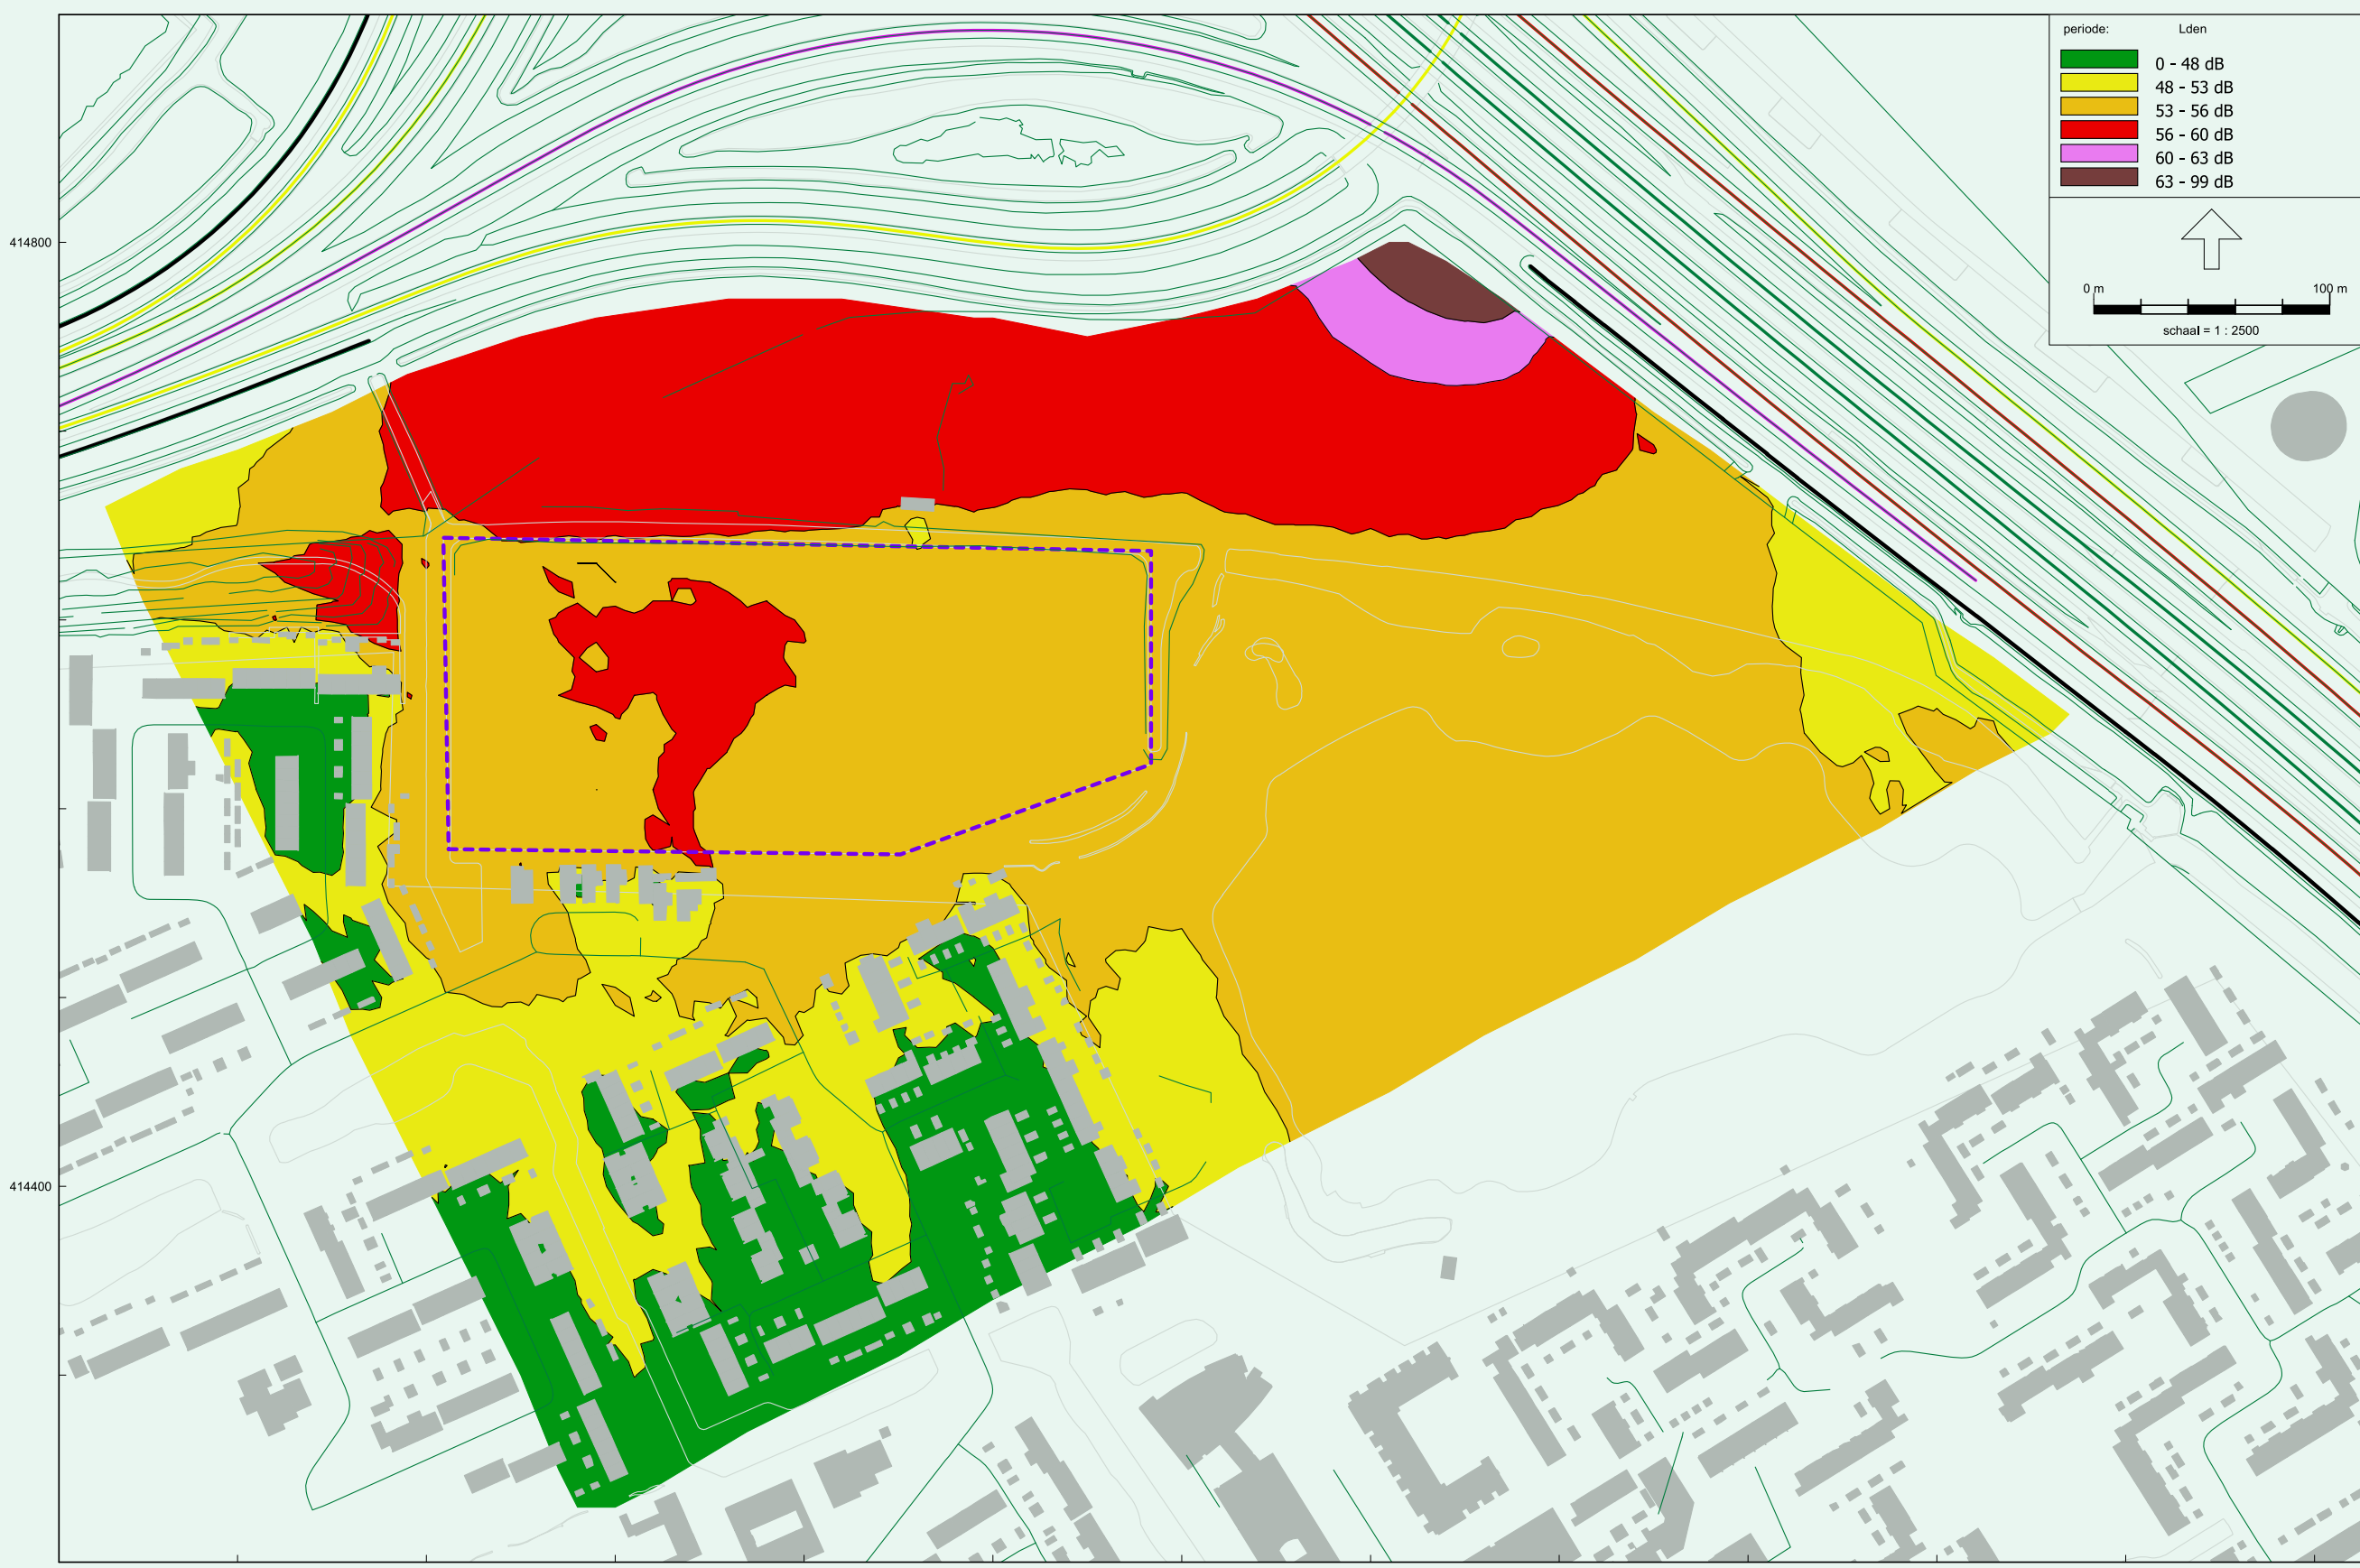 periode: Lden
0 - 48 dB
48 - 53 dB
53 - 56 dB
56 - 60 dB
60 - 63 dB
63 - 99 dB
0 m 100 m
schaal = 1 : 2500
414800
414400